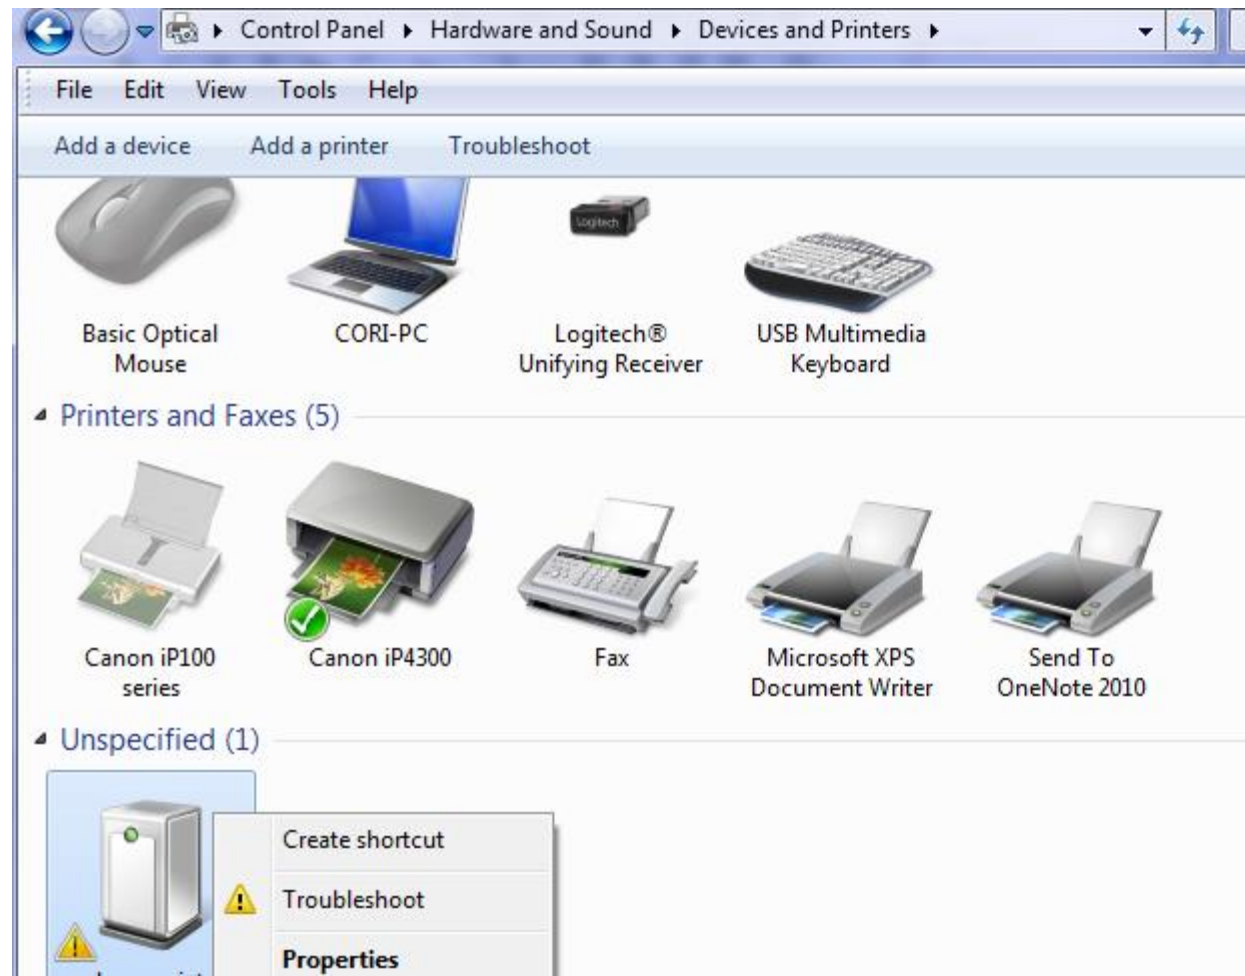 Control Panel Hardware and Sound Devices and Printers
File Edit View Tools Help
Add a device Add a printer Troubleshoot
Logitech
Basic Optical
Mouse
CORI-PC
Logitech®
Unifying Receiver
USB Multimedia
Keyboard
Printers and Faxes (5)
Canon iP100
series
Canon iP4300
Fax
Microsoft XPS
Document Writer
Send To
OneNote 2010
Unspecified (1)
Create shortcut
Troubleshoot
Properties